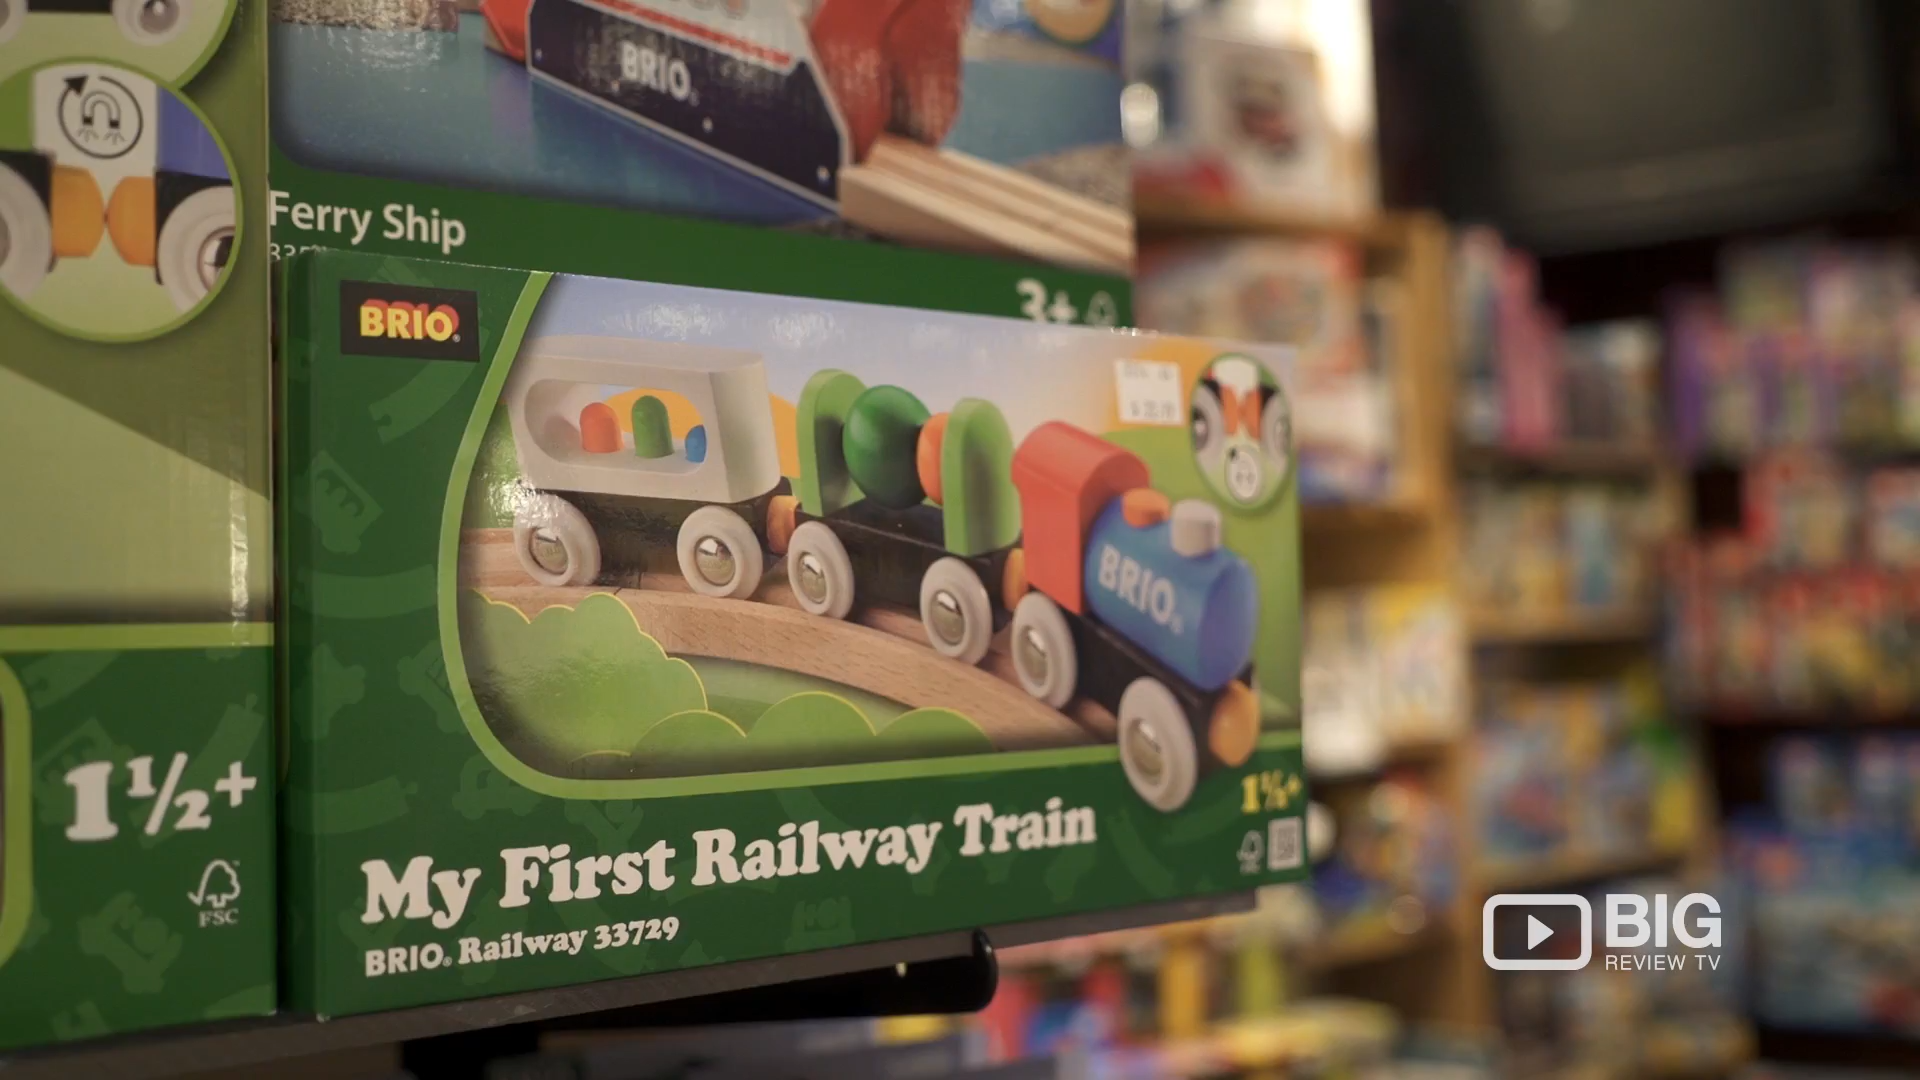 BRIO
Ferry Ship
3+
BRIO
BRIO
1½+
1½+
My First Railway Train
BRIO Railway 33729
FSC
BIG
REVIEW TV